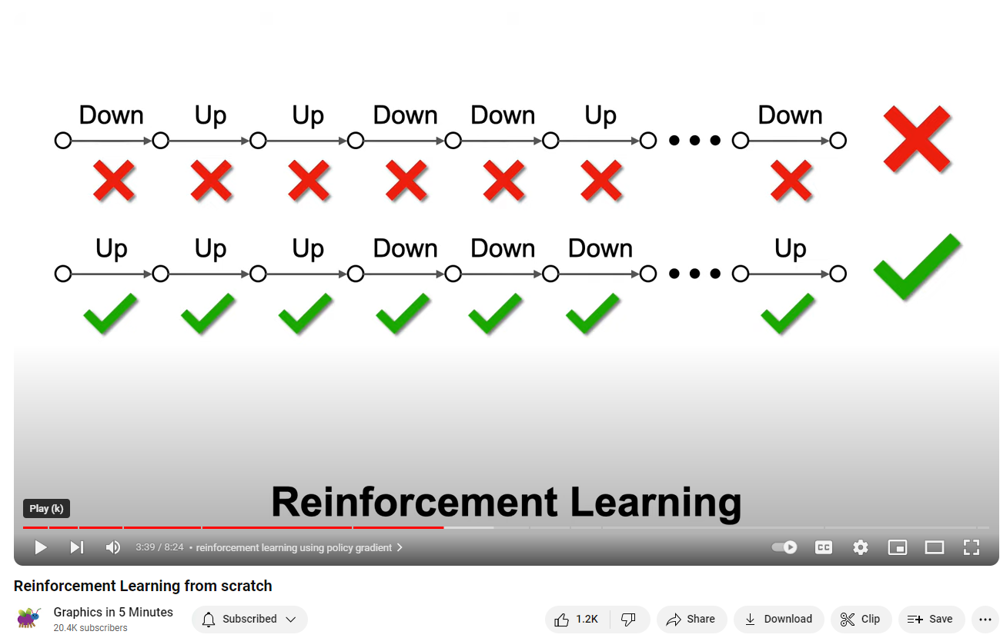 Down Up Up Down Down Up Down
Up Up Up Down Down Down Up
Reinforcement Learning
Play (k)
3:39 / 8:24 • reinforcement learning using policy gradient
CC
Reinforcement Learning from scratch
Graphics in 5 Minutes
20.4K subscribers
Subscribed
1.2K
Share
Download
Clip
Save